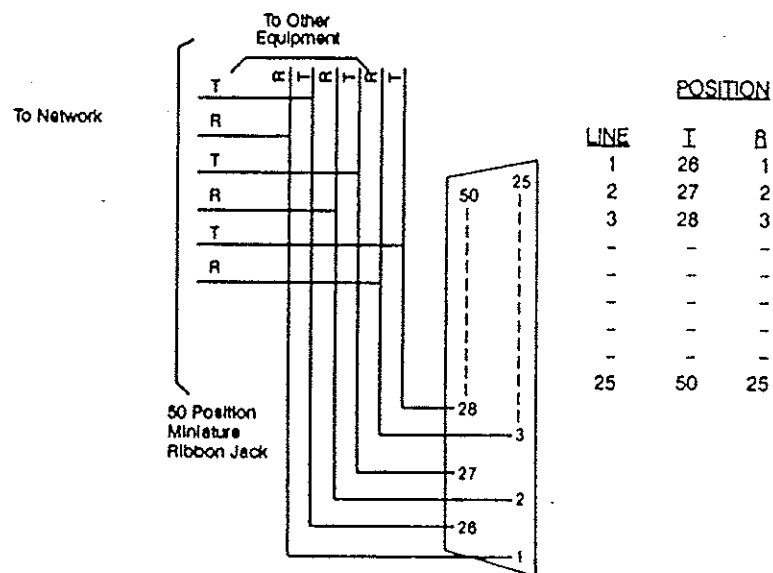 To Other
Equipment
R T R T R T
T
To Network
R
T
R
T
R
50 Position
Miniature
Ribbon Jack
50 25
28
3
27
2
26
1
POSITION
LINE T R
1 26 1
2 27 2
3 28 3
- - -
- - -
- - -
- - -
- - -
25 50 25